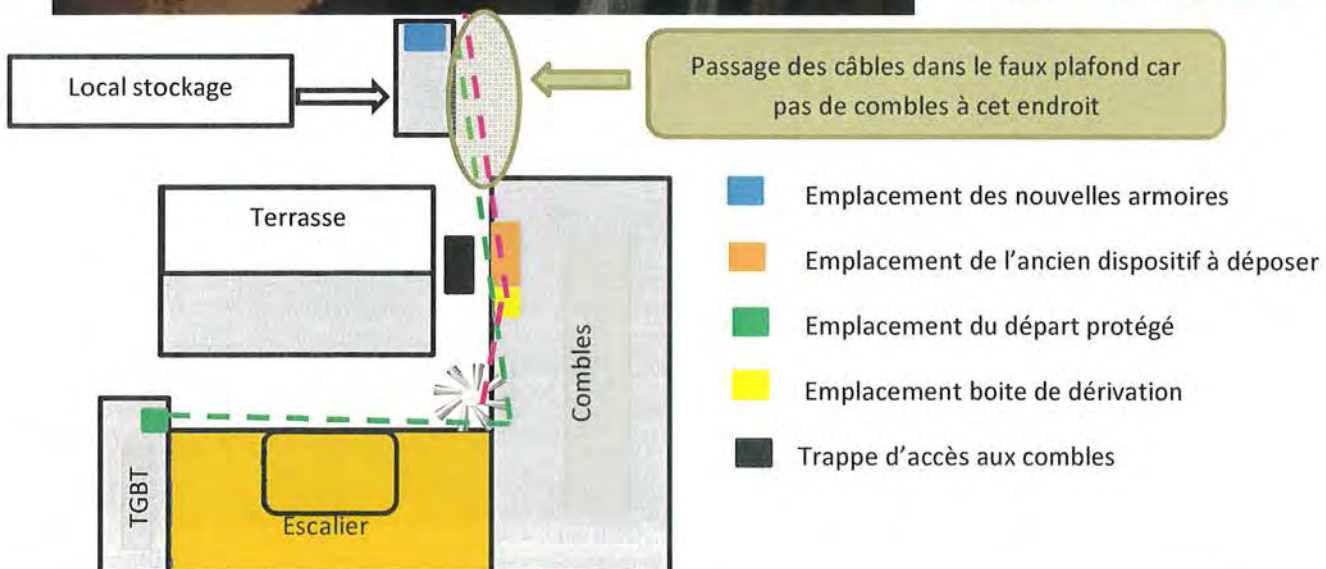 Local stockage
Passage des câbles dans le faux plafond car
pas de combles à cet endroit
Terrasse
Emplacement des nouvelles armoires
Emplacement de l'ancien dispositif à déposer
Emplacement du départ protégé
Emplacement boite de dérivation
Trappe d'accès aux combles
Combles
TGBT
Escalier